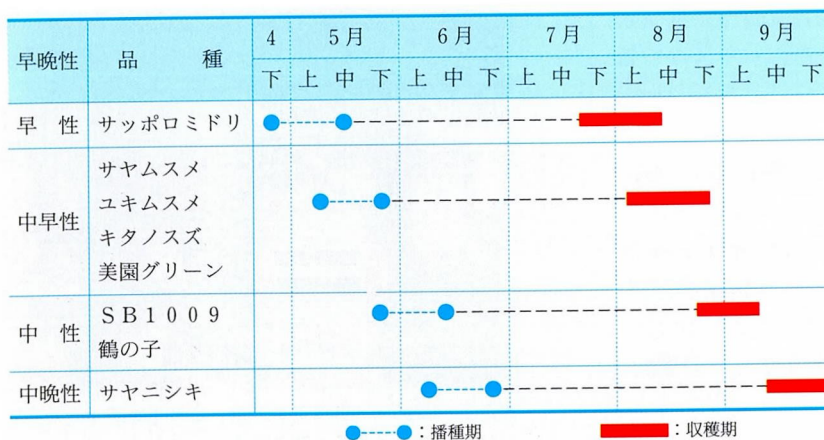 早晩性 品種 4 5月 6月 7月 8月 9月
下 上 中 下 上 中 下 上 中 下 上 中 下 上 中 下
早性 サッポロミドリ
中早性 サヤムスメ
ユキムスメ
キタノスズ
美園グリーン
中性 SB1009
鶴の子
中晩性 サヤニシキ
:播種期 :収穫期